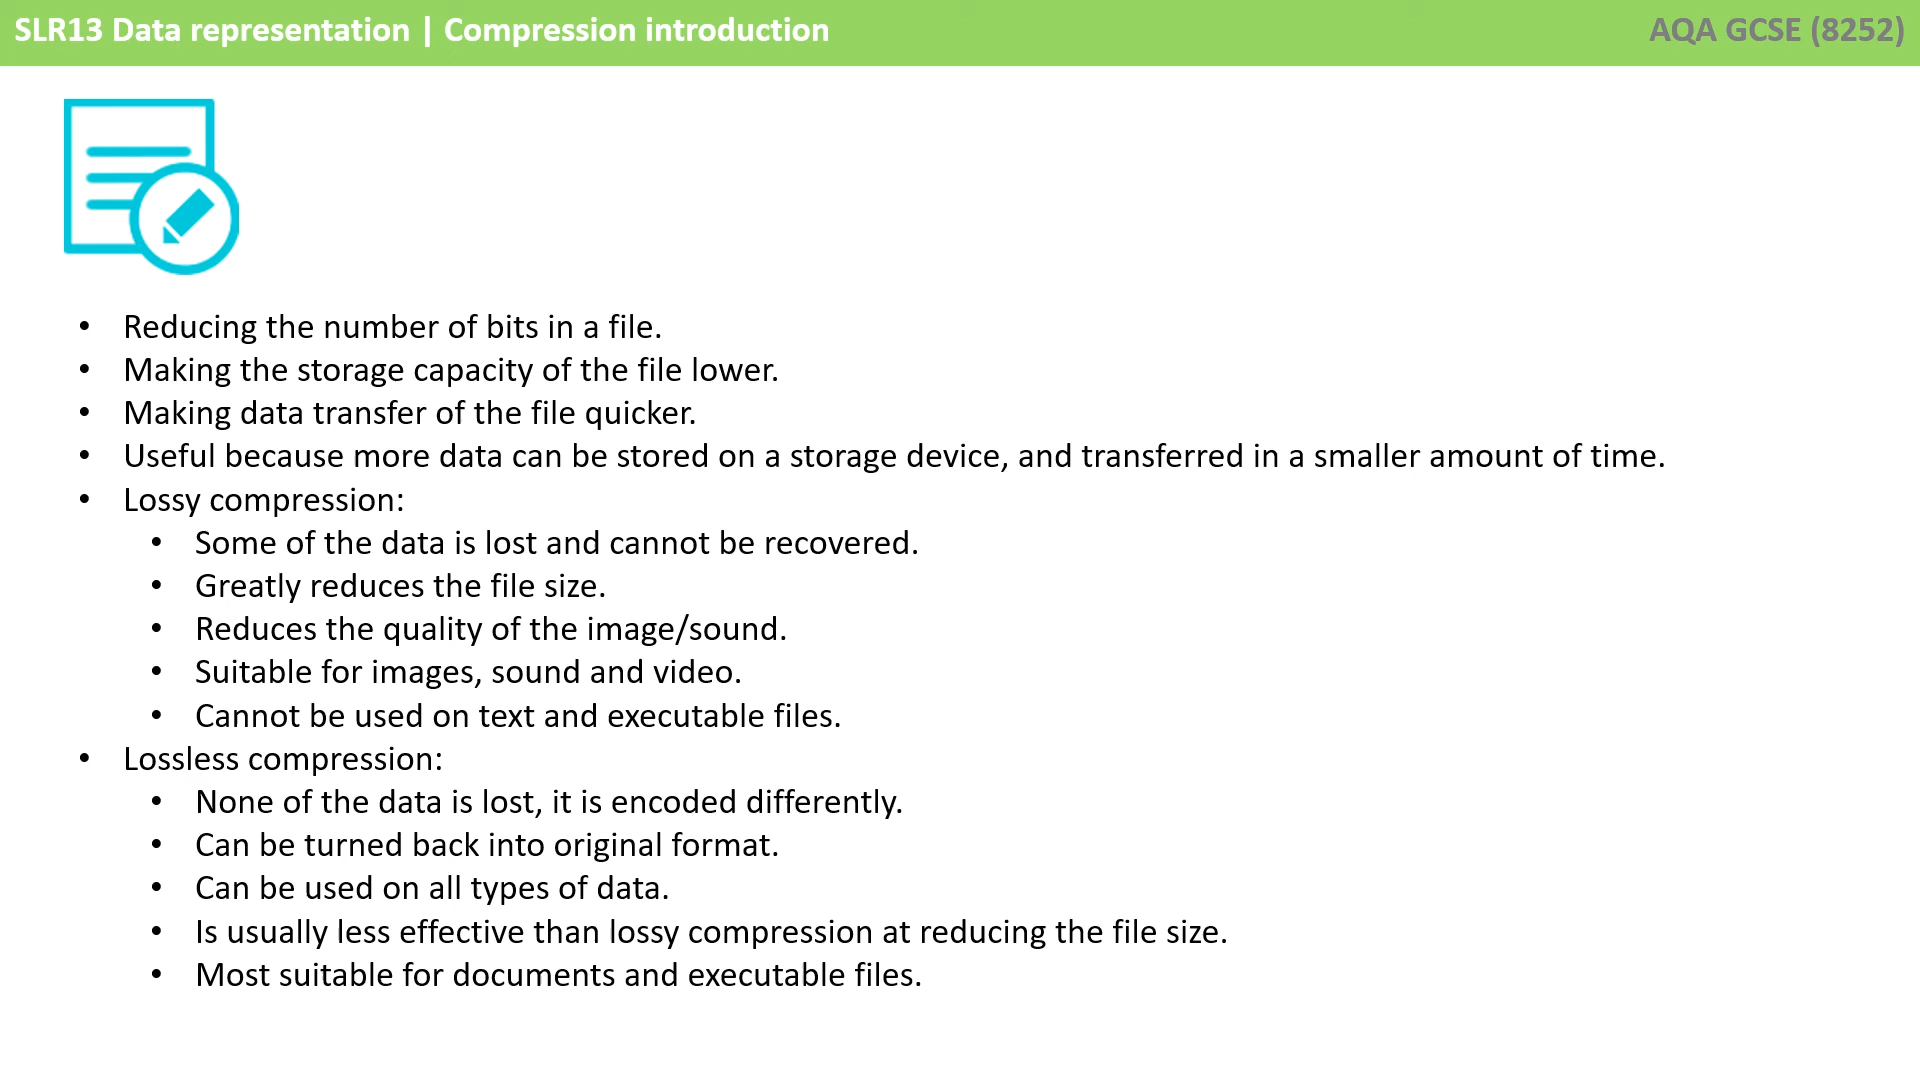 SLR13 Data representation | Compression introduction
AQA GCSE (8252)
• Reducing the number of bits in a file.
• Making the storage capacity of the file lower.
• Making data transfer of the file quicker.
• Useful because more data can be stored on a storage device, and transferred in a smaller amount of time.
• Lossy compression:
• Some of the data is lost and cannot be recovered.
• Greatly reduces the file size.
• Reduces the quality of the image/sound.
• Suitable for images, sound and video.
• Cannot be used on text and executable files.
• Lossless compression:
• None of the data is lost, it is encoded differently.
• Can be turned back into original format.
• Can be used on all types of data.
• Is usually less effective than lossy compression at reducing the file size.
• Most suitable for documents and executable files.